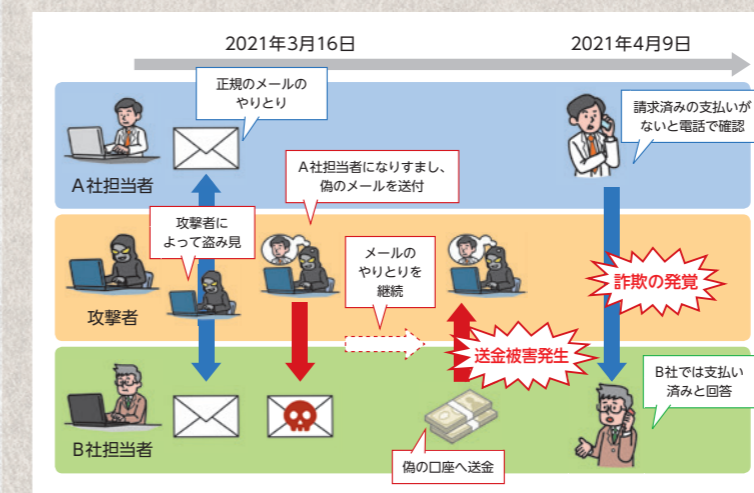 2021年3月16日
2021年4月9日
正規のメールの
やりとり
請求済みの支払いが
ないと電話で確認
A社担当者
A社担当者になりすまし、
偽のメールを送付
攻撃者に
よって盗み見
メールの
やりとりを
継続
攻撃者
詐欺の発覚
送金被害発生
B社では支払い
済みと回答
B社担当者
偽の口座へ送金